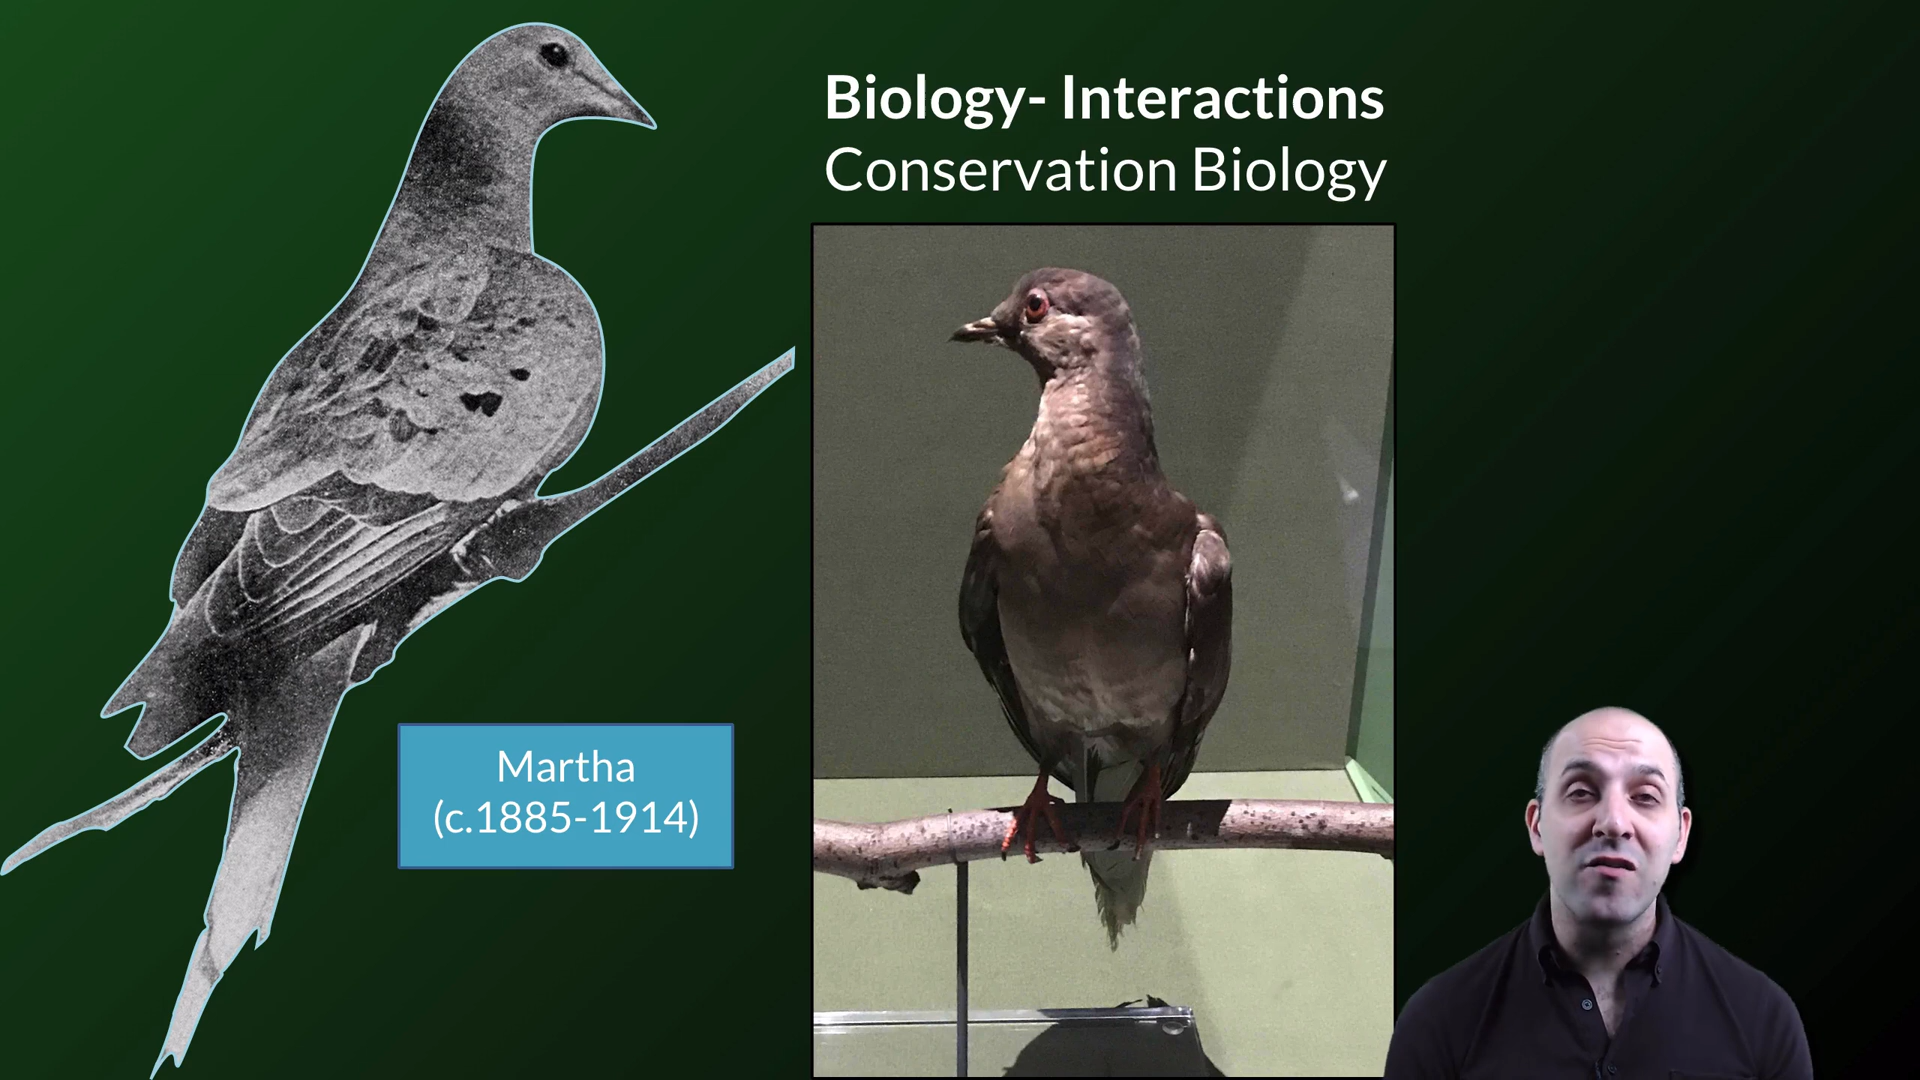 Biology- Interactions
Conservation Biology
Martha
(c.1885-1914)